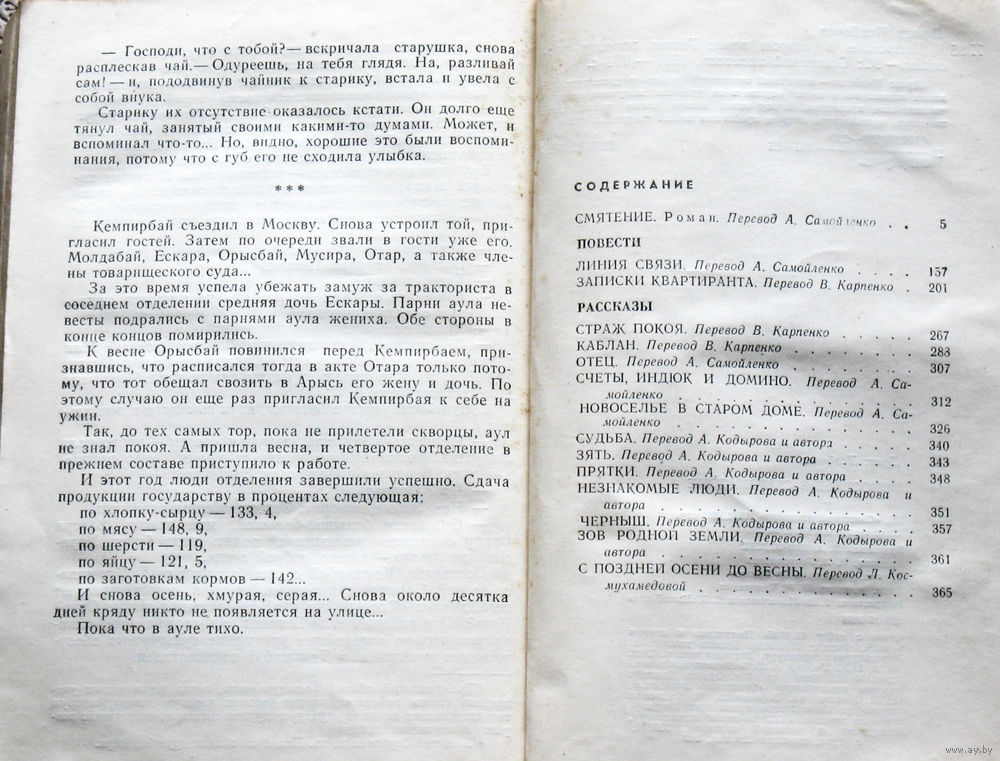 — Господи, что с тобой?— вскричала старушка, снова
расплескав чай.— Одуреешь, на тебя глядя. На, разливай
сам! — и, пододвинув чайник к старику, встала и увела с
собой внука.
Старику их отсутствие оказалось кстати. Он долго еще
тянул чай, занятый своими какими-то думами. Может, и
вспоминал что-то... Но, видно, хорошие это были воспоми-
нания, потому что с губ его не сходила улыбка.
***
Кемпирбай съездил в Москву. Снова устроил той, при-
гласил гостей. Затем по очереди звали в гости уже его.
Молдабай, Ескара, Орысбай, Мусира, Отар, а также чле-
ны товарищеского суда...
За это время успела убежать замуж за тракториста в
соседнем отделении средняя дочь Ескары. Парни аула не-
весты подрались с парнями аула жениха. Обе стороны в
конце концов помирились.
К весне Орысбай повинился перед Кемпирбаем, приз-
навшись, что расписался тогда в акте Отара только пото-
му, что тот обещал свозить в Арысь его жену и дочь. По
этому случаю он еще раз пригласил Кемпирбая к себе на
ужин.
Так, до тех самых тор, пока не прилетели скворцы, аул
не знал покоя. А пришла весна, и четвертое отделение в
прежнем составе приступило к работе.
И этот год люди отделения завершили успешно. Сдача
продукции государству в процентах следующая:
по хлопку-сырцу — 133, 4,
по мясу — 148, 9,
по шерсти — 119,
по яйцу — 121, 5,
по заготовкам кормов — 142...
И снова осень, хмурая, серая... Снова около десятка
дней кряду никто не появляется на улице...
Пока что в ауле тихо.
СОДЕРЖАНИЕ
СМЯТЕНИЕ. Роман. Перевод А. Самойленко . . 5
ПОВЕСТИ
ЛИНИЯ СВЯЗИ. Перевод А. Самойленко . . . . 157
ЗАПИСКИ КВАРТИРАНТА. Перевод В. Карпенко . 201
РАССКАЗЫ
СТРАЖ ПОКОЯ. Перевод В. Карпенко . . . . . 267
КАБЛАН. Перевод В. Карпенко . . . . . . . 288
ОТЕЦ. Перевод А. Самойленко . . . . . . . 307
СЧЕТЫ, ИНДЮК И ДОМИНО. Перевод А. Са-
мойленко . . . . . . . . . . . . . 312
НОВОСЕЛЬЕ В СТАРОМ ДОМЕ. Перевод А. Са-
мойленко . . . . . . . . . . . . . 326
СУДЬБА. Перевод А. Кодырова и автора . . . . 340
ЗЯТЬ. Перевод А. Кодырова и автора . . . . . 343
ПРЯТКИ. Перевод А. Кодырова и автора . . . . 348
НЕЗНАКОМЫЕ ЛЮДИ. Перевод А. Кодырова и
автора . . . . . . . . . . . . . . 351
ЧЕРНЫШ. Перевод А. Кодырова и автора . . . . 357
ЗОВ РОДНОЙ ЗЕМЛИ. Перевод А. Кодырова и
автора . . . . . . . . . . . . . . 361
С ПОЗДНЕЙ ОСЕНИ ДО ВЕСНЫ. Перевод Л. Кос-
мухамедовой . . . . . . . . . . . . 365
www.ay.by